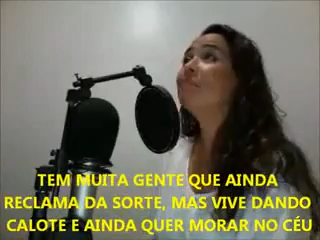 TEM MUITA GENTE QUE AINDA
RECLAMA DA SORTE, MAS VIVE DANDO
CALOTE E AINDA QUER MORAR NO CÉU